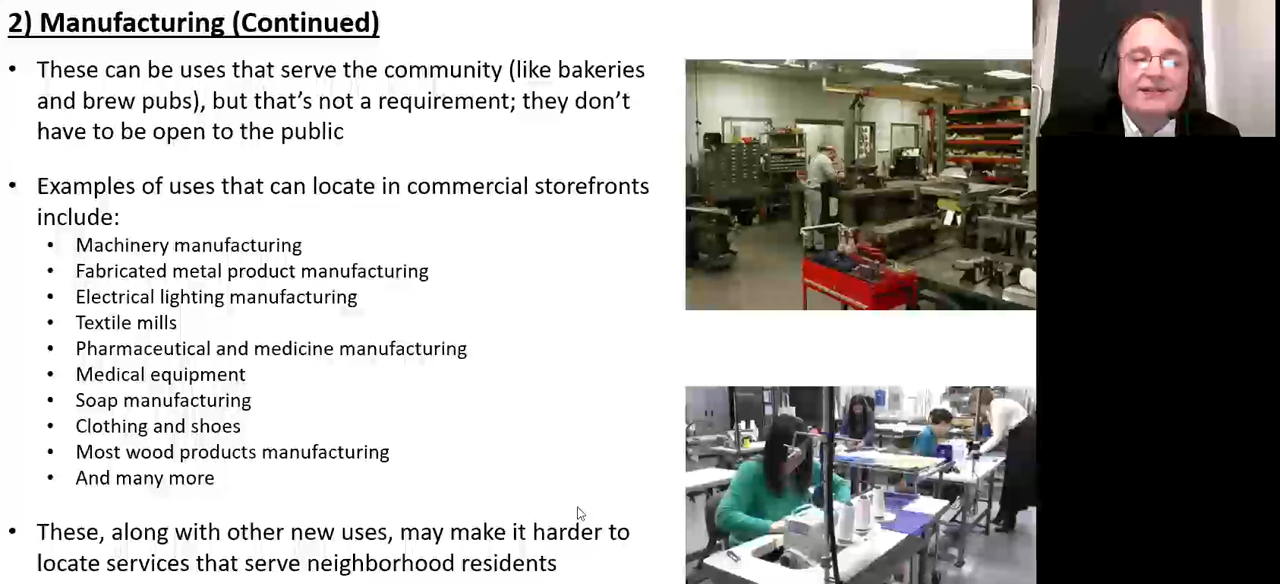 2) Manufacturing (Continued)
• These can be uses that serve the community (like bakeries
and brew pubs), but that's not a requirement; they don't
have to be open to the public
• Examples of uses that can locate in commercial storefronts
include:
• Machinery manufacturing
• Fabricated metal product manufacturing
• Electrical lighting manufacturing
• Textile mills
• Pharmaceutical and medicine manufacturing
• Medical equipment
• Soap manufacturing
• Clothing and shoes
• Most wood products manufacturing
• And many more
• These, along with other new uses, may make it harder to
locate services that serve neighborhood residents